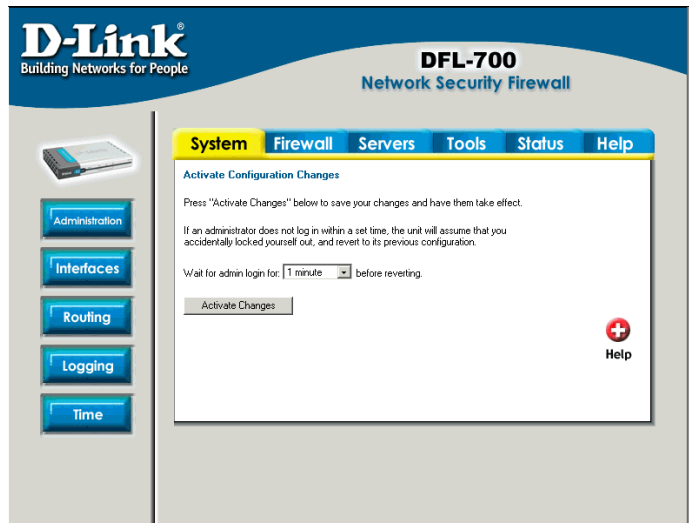 D-Link®
Building Networks for People
DFL-700
Network Security Firewall
System Firewall Servers Tools Status Help
Activate Configuration Changes
Press "Activate Changes" below to save your changes and have them take effect.
If an administrator does not log in within a set time, the unit will assume that you
accidentally locked yourself out, and revert to its previous configuration.
Wait for admin login for: 1 minute before reverting.
Activate Changes
Help
Administration
Interfaces
Routing
Logging
Time